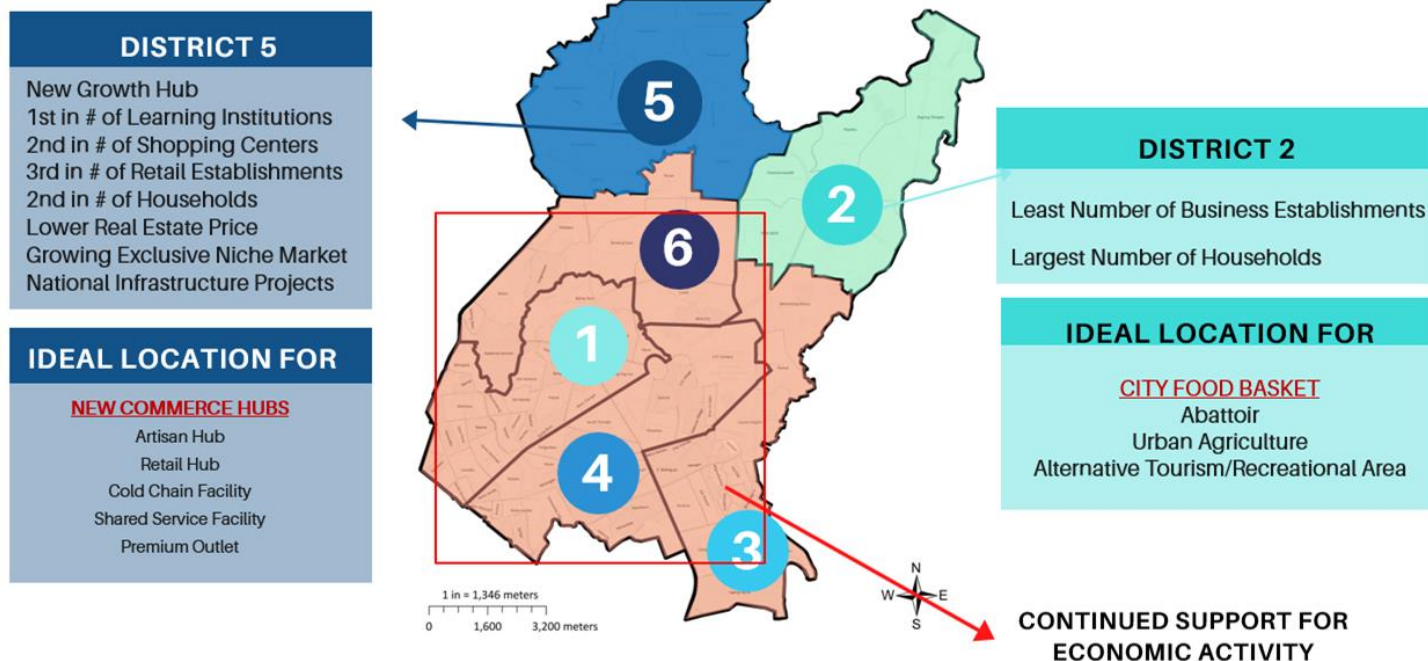 DISTRICT 5
New Growth Hub
1st in # of Learning Institutions
2nd in # of Shopping Centers
3rd in # of Retail Establishments
2nd in # of Households
Lower Real Estate Price
Growing Exclusive Niche Market
National Infrastructure Projects
IDEAL LOCATION FOR
NEW COMMERCE HUBS
Artisan Hub
Retail Hub
Cold Chain Facility
Shared Service Facility
Premium Outlet
5
2
6
1
4
3
1 in = 1,346 meters
0 1,600 3,200 meters
N
W E
S
DISTRICT 2
Least Number of Business Establishments
Largest Number of Households
IDEAL LOCATION FOR
CITY FOOD BASKET
Abattoir
Urban Agriculture
Alternative Tourism/Recreational Area
CONTINUED SUPPORT FOR
ECONOMIC ACTIVITY